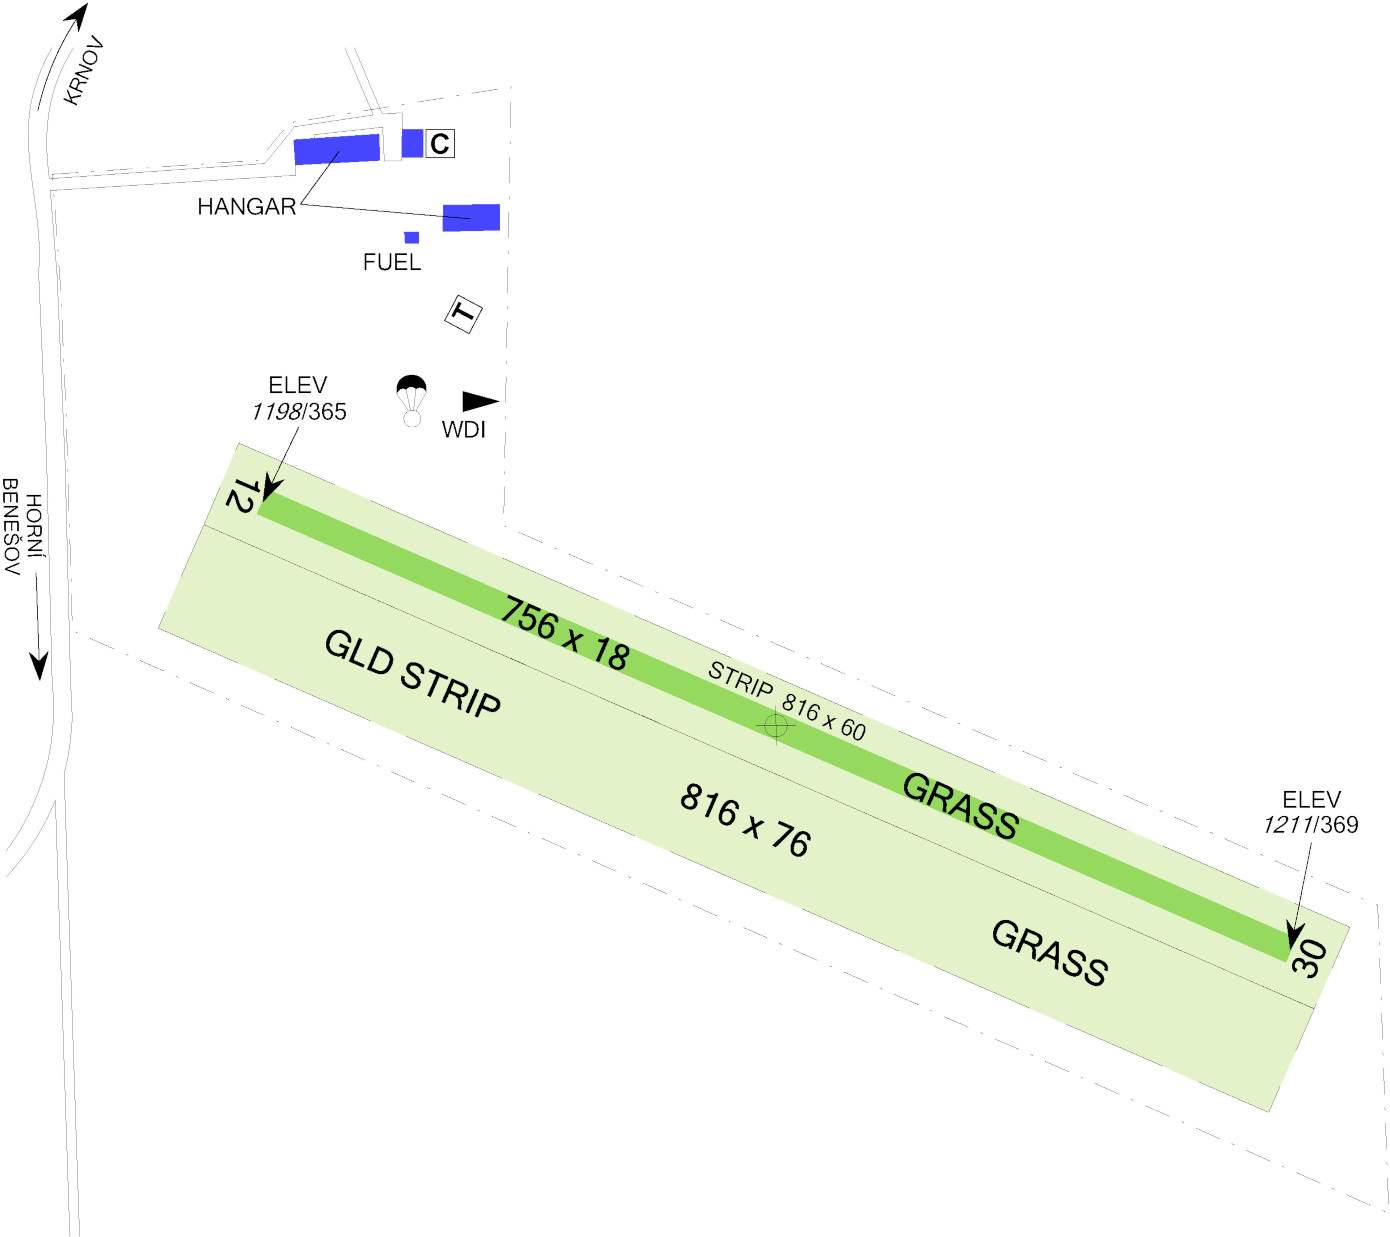 KRNOV
C
HANGAR
FUEL
T
ELEV
1198/365
WDI
12
HORNÍ
BENEŠOV
756 x 18
GLD STRIP
STRIP 816 x 60
GRASS
816 x 76
ELEV
1211/369
30
GRASS